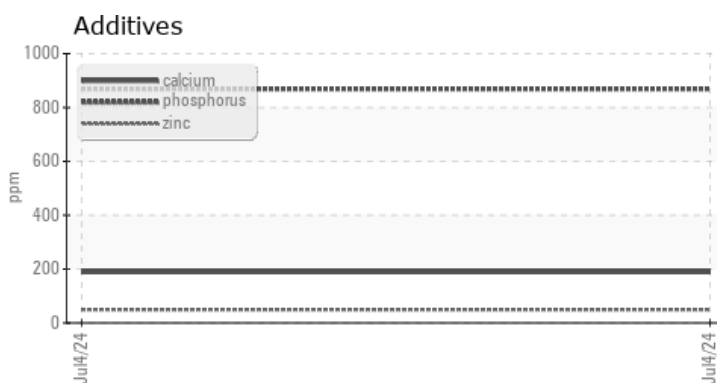 Additives
1000
calcium
phosphorus
zinc
800
600
ppm
400
200
0
Jul4/24
Jul4/24